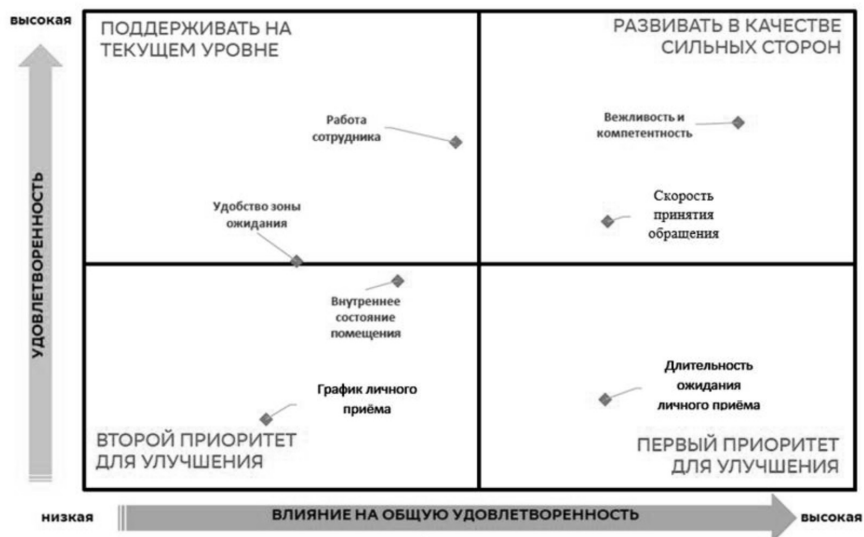 высокая
ПОДДЕРЖИВАТЬ НА
ТЕКУЩЕМ УРОВНЕ
РАЗВИВАТЬ В КАЧЕСТВЕ
СИЛЬНЫХ СТОРОН
Работа
сотрудника
Вежливость и
компетентность
Удобство зоны
ожидания
Скорость
принятия
обращения
УДОВЛЕТВОРЕННОСТЬ
Внутреннее
состояние
помещения
График личного
приёма
Длительность
ожидания
личного приёма
ВТОРОЙ ПРИОРИТЕТ
ДЛЯ УЛУЧШЕНИЯ
ПЕРВЫЙ ПРИОРИТЕТ
ДЛЯ УЛУЧШЕНИЯ
низкая
ВЛИЯНИЕ НА ОБЩУЮ УДОВЛЕТВОРЕННОСТЬ
высокая